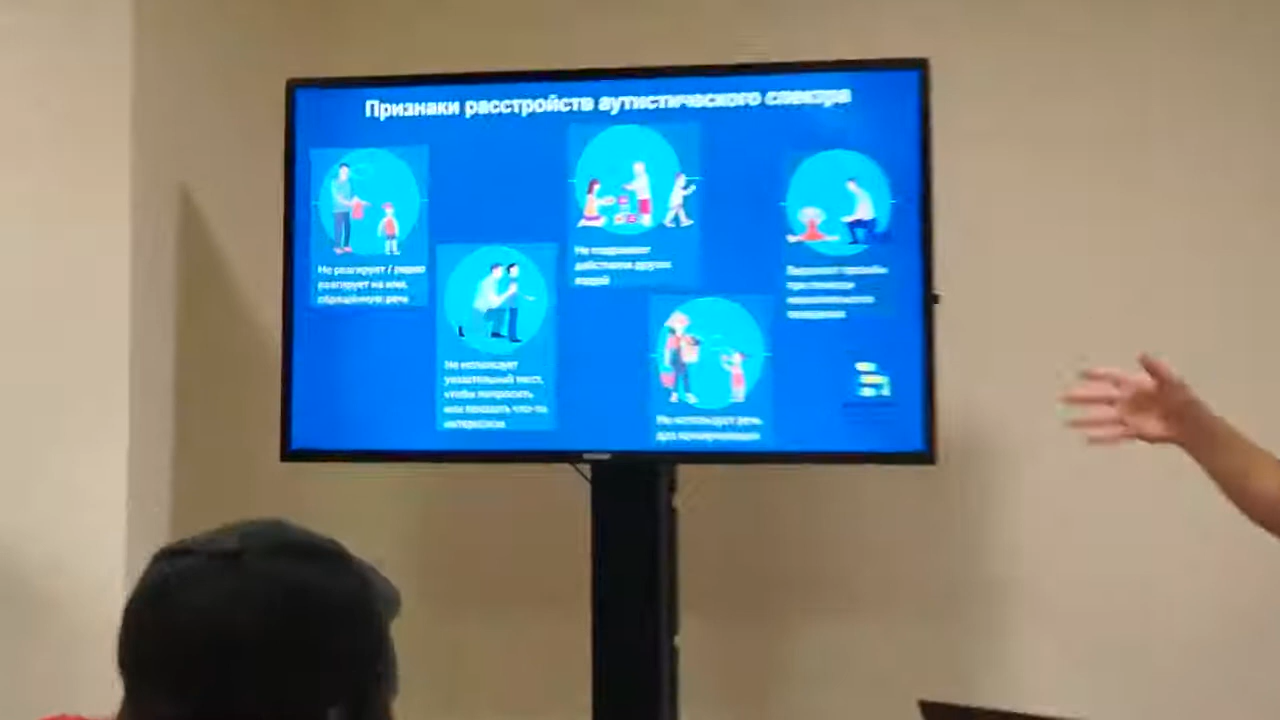 Признаки расстройств аутистического спектра
Не реагирует / редко
реагирует на имя,
обращённую речь
Не использует
указательный жест,
чтобы попросить
или показать что-то
интересное
Не подражает
действиям других
людей
Не использует речь
для коммуникации
поведения